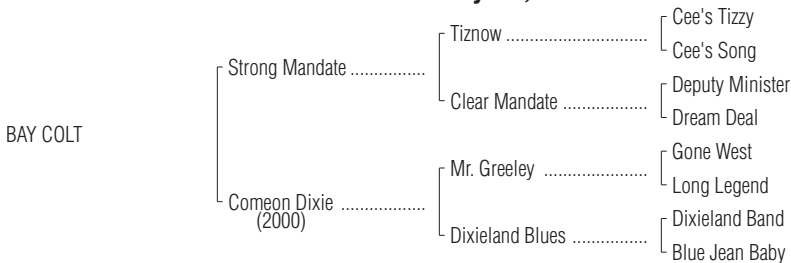 Cee's Tizzy
Tiznow
Cee's Song
Strong Mandate
Deputy Minister
Clear Mandate
Dream Deal
BAY COLT
Gone West
Mr. Greeley
Long Legend
Comeon Dixie
(2000)
Dixieland Band
Dixieland Blues
Blue Jean Baby